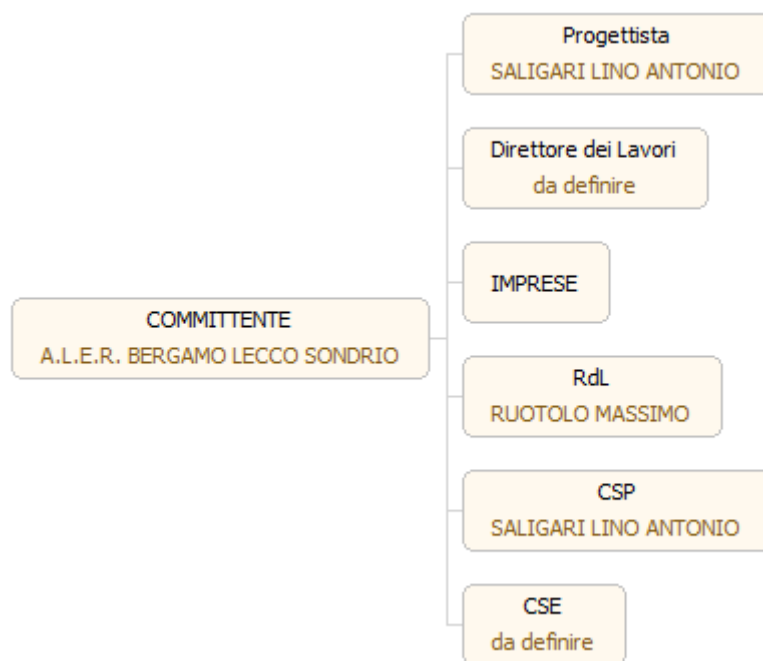 Progettista
SALIGARI LINO ANTONIO
Direttore dei Lavori
da definire
IMPRESE
COMMITTENTE
A.L.E.R. BERGAMO LECCO SONDRIO
RdL
RUOTOLO MASSIMO
CSP
SALIGARI LINO ANTONIO
CSE
da definire